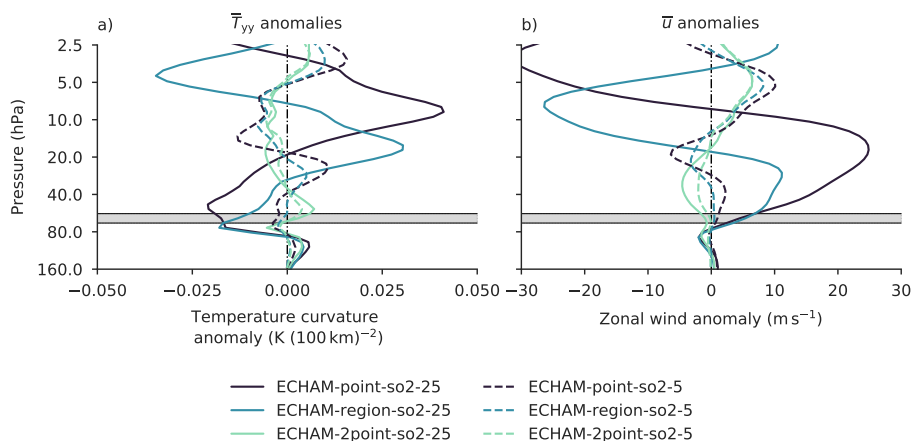 a)
T̅yy anomalies
b)
u̅ anomalies
Pressure (hPa)
2.5
5.0
10.0
20.0
40.0
80.0
160.0
−0.050
−0.025
0.000
0.025
0.050
Temperature curvature
anomaly (K (100 km)⁻²)
−30
−20
−10
0
10
20
30
Zonal wind anomaly (m s⁻¹)
ECHAM-point-so2-25
ECHAM-region-so2-25
ECHAM-2point-so2-25
ECHAM-point-so2-5
ECHAM-region-so2-5
ECHAM-2point-so2-5